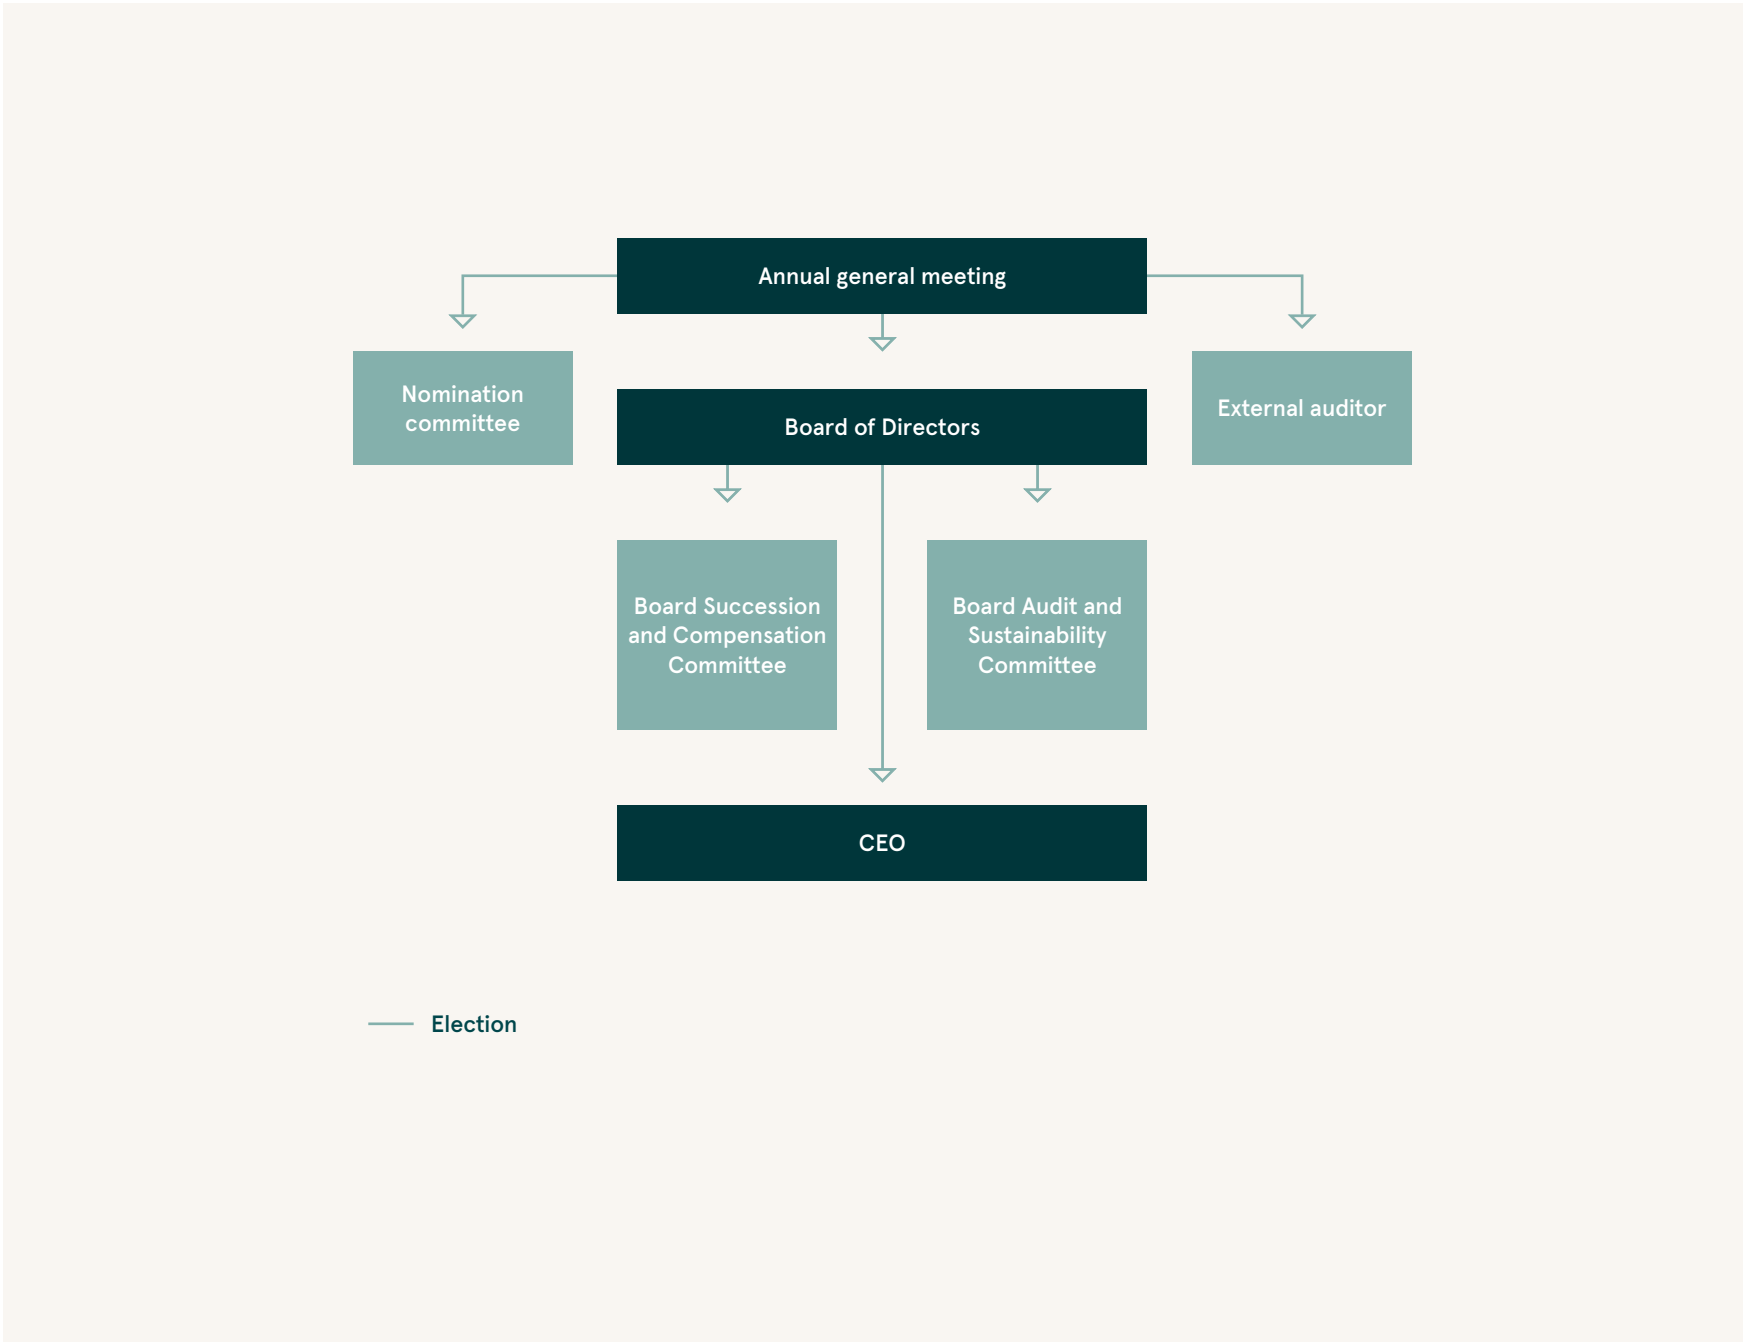 Annual general meeting
Nomination
committee
Board of Directors
External auditor
Board Succession
and Compensation
Committee
Board Audit and
Sustainability
Committee
CEO
Election